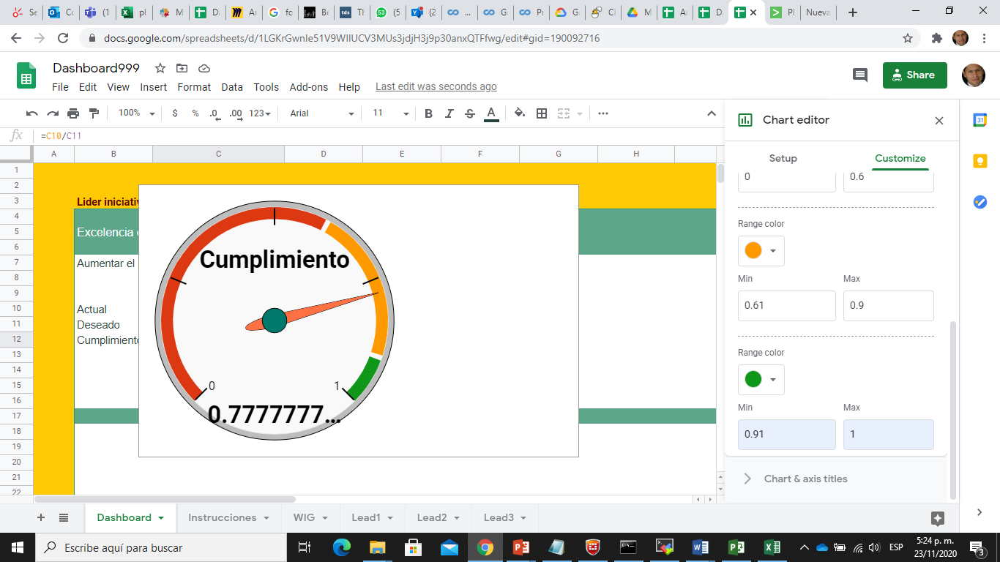 Se
Co
(1
pl
M
Da
Ar
fc
Be
tds Th
53 (5
(2
...
G
Pr
G
Cl
M
A
D
Pl
Nueva
docs.google.com/spreadsheets/d/1LGKrGwnIe51V9WIlUCV3MUs3jdjH3j9p30anxQTFfwg/edit#gid=190092716
Dashboard999
File Edit View Insert Format Data Tools Add-ons Help Last edit was seconds ago
Share
100% $ % .0 .00 123 Arial 11 B I S A ...
fx =C10/C11
A B C D E F G H
1
2
3 Lider iniciativ
4
5 Excelencia
6
7 Aumentar el
8
9
10 Actual
11 Deseado
12 Cumplimiento
13
14
15
16
17
18
19
20
21
22
Cumplimiento
0 1
0.7777777...
Chart editor
Setup Customize
0 0.6
Range color
Min Max
0.61 0.9
Range color
Min Max
0.91 1
Chart & axis titles
31
Dashboard Instrucciones WIG Lead1 Lead2 Lead3
Escribe aquí para buscar
ESP
5:24 p. m.
23/11/2020
3